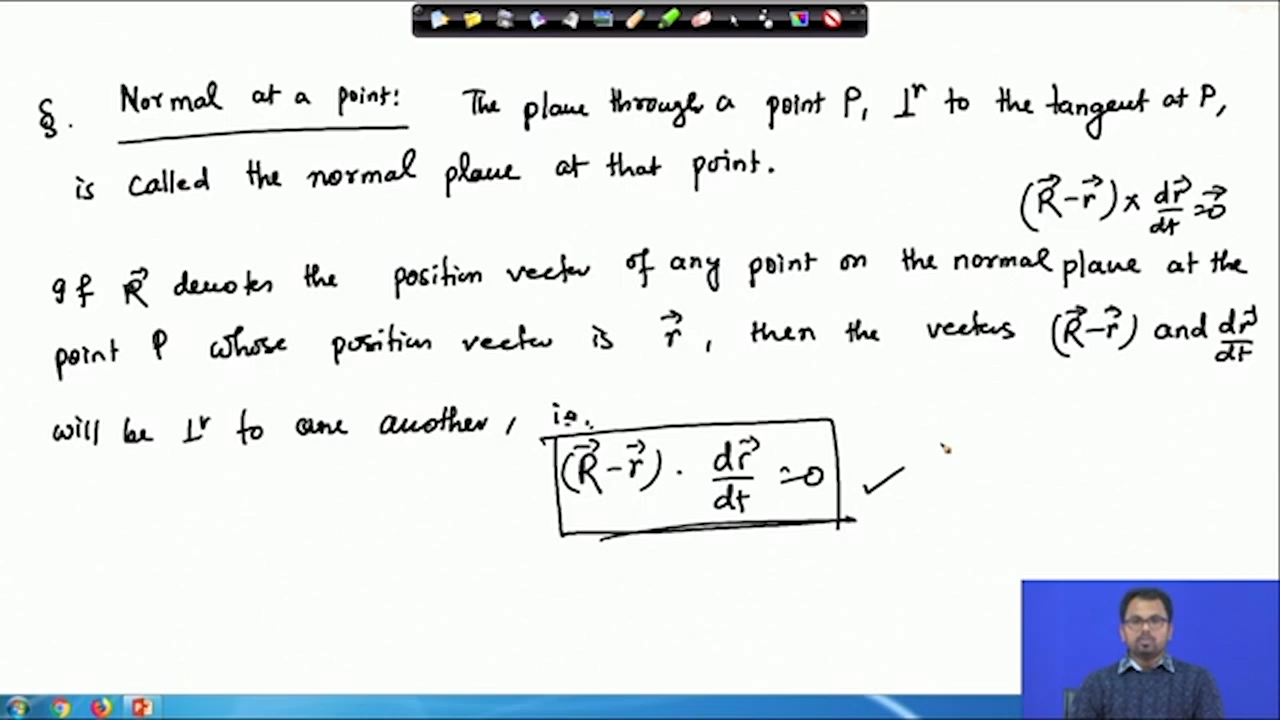 §. Normal at a point: The plane through a point P, ⊥ʳ to the tangent at P,
is called the normal plane at that point.
(R⃗-r⃗) × dr⃗/dt = 0⃗
If R⃗ denotes the position vector of any point on the normal plane at the
point P whose position vector is r⃗, then the vectors (R⃗-r⃗) and dr⃗/dt
will be ⊥ʳ to one another, i.e.
(R⃗-r⃗) · dr⃗/dt = 0 ✓